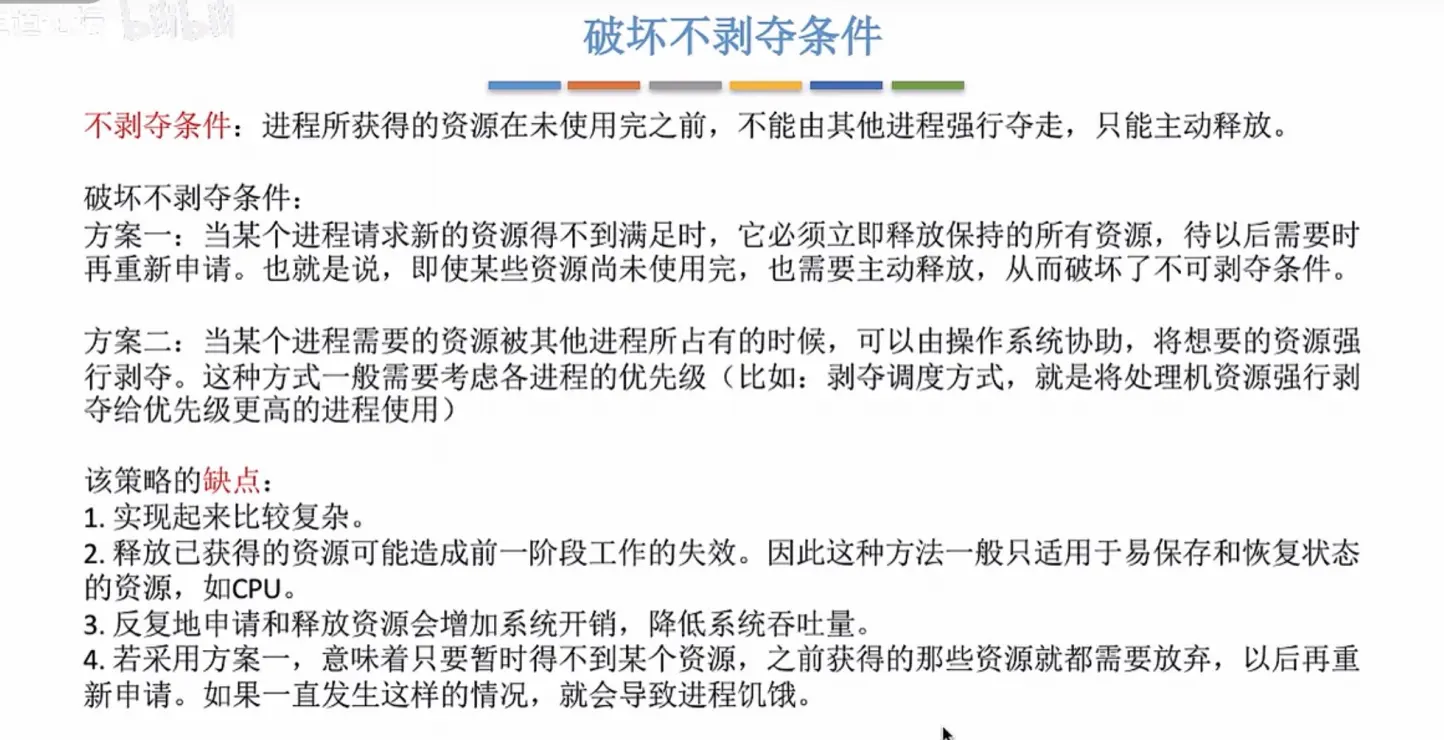 破坏不剥夺条件
不剥夺条件：进程所获得的资源在未使用完之前，不能由其他进程强行夺走，只能主动释放。
破坏不剥夺条件：
方案一：当某个进程请求新的资源得不到满足时，它必须立即释放保持的所有资源，待以后需要时
再重新申请。也就是说，即使某些资源尚未使用完，也需要主动释放，从而破坏了不可剥夺条件。
方案二：当某个进程需要的资源被其他进程所占有的时候，可以由操作系统协助，将想要的资源强
行剥夺。这种方式一般需要考虑各进程的优先级（比如：剥夺调度方式，就是将处理机资源强行剥
夺给优先级更高的进程使用）
该策略的缺点：
1. 实现起来比较复杂。
2. 释放已获得的资源可能造成前一阶段工作的失效。因此这种方法一般只适用于易保存和恢复状态
的资源，如CPU。
3. 反复地申请和释放资源会增加系统开销，降低系统吞吐量。
4. 若采用方案一，意味着只要暂时得不到某个资源，之前获得的那些资源就都需要放弃，以后再重
新申请。如果一直发生这样的情况，就会导致进程饥饿。